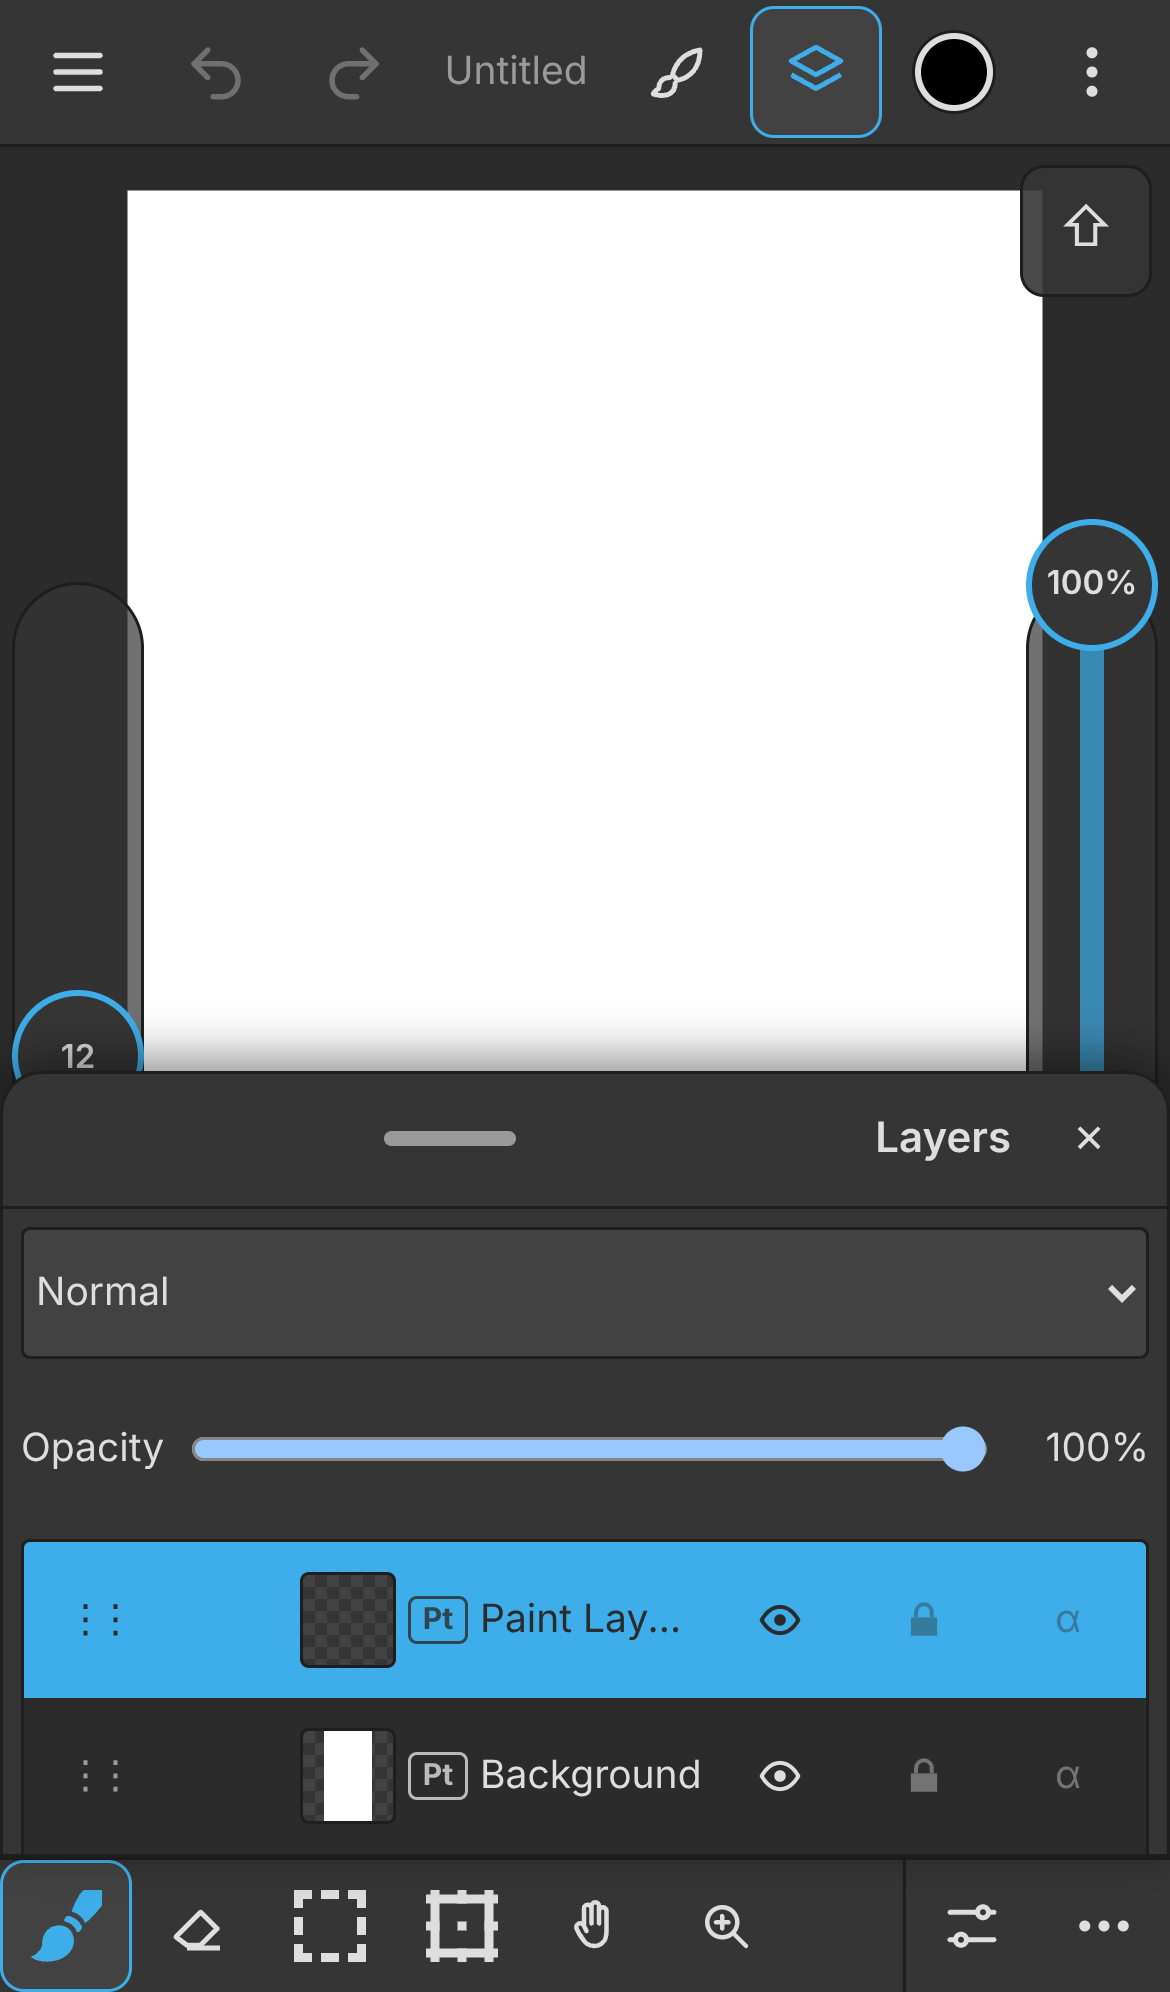 Untitled
100%
12
Layers
Normal
Opacity 100%
Pt Paint Lay... α
Pt Background α